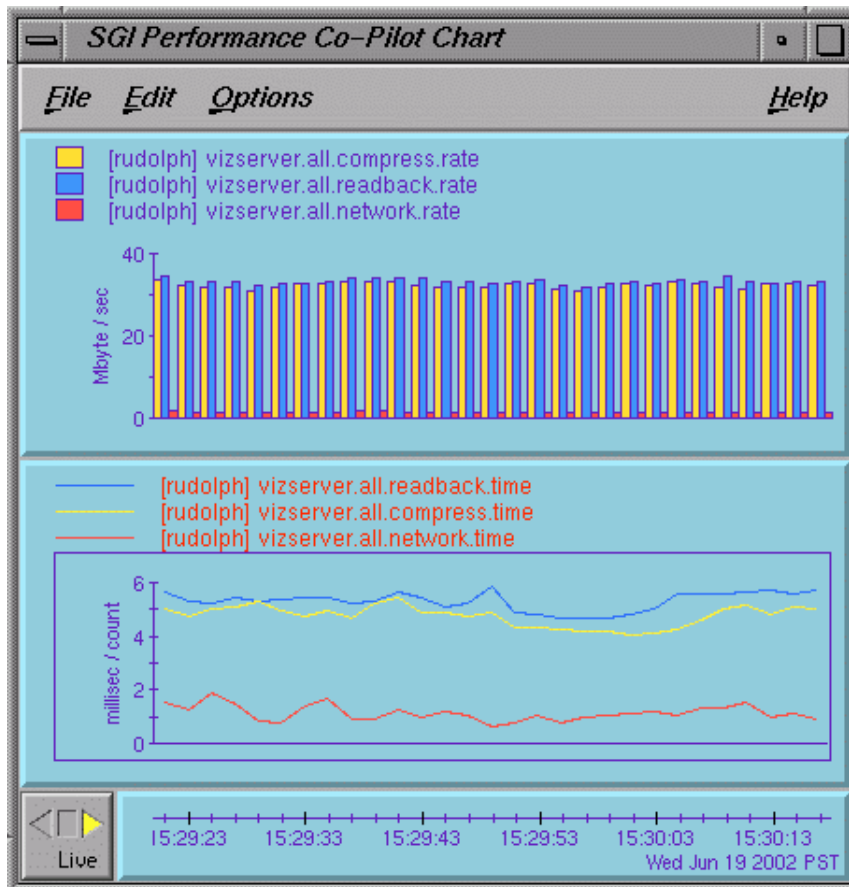 SGI Performance Co-Pilot Chart
File Edit Options Help
[rudolph] vizserver.all.compress.rate
[rudolph] vizserver.all.readback.rate
[rudolph] vizserver.all.network.rate
Mbyte / sec
40
20
0
[rudolph] vizserver.all.readback.time
[rudolph] vizserver.all.compress.time
[rudolph] vizserver.all.network.time
millisec / count
6
4
2
0
Live
15:29:23 15:29:33 15:29:43 15:29:53 15:30:03 15:30:13
Wed Jun 19 2002 PST